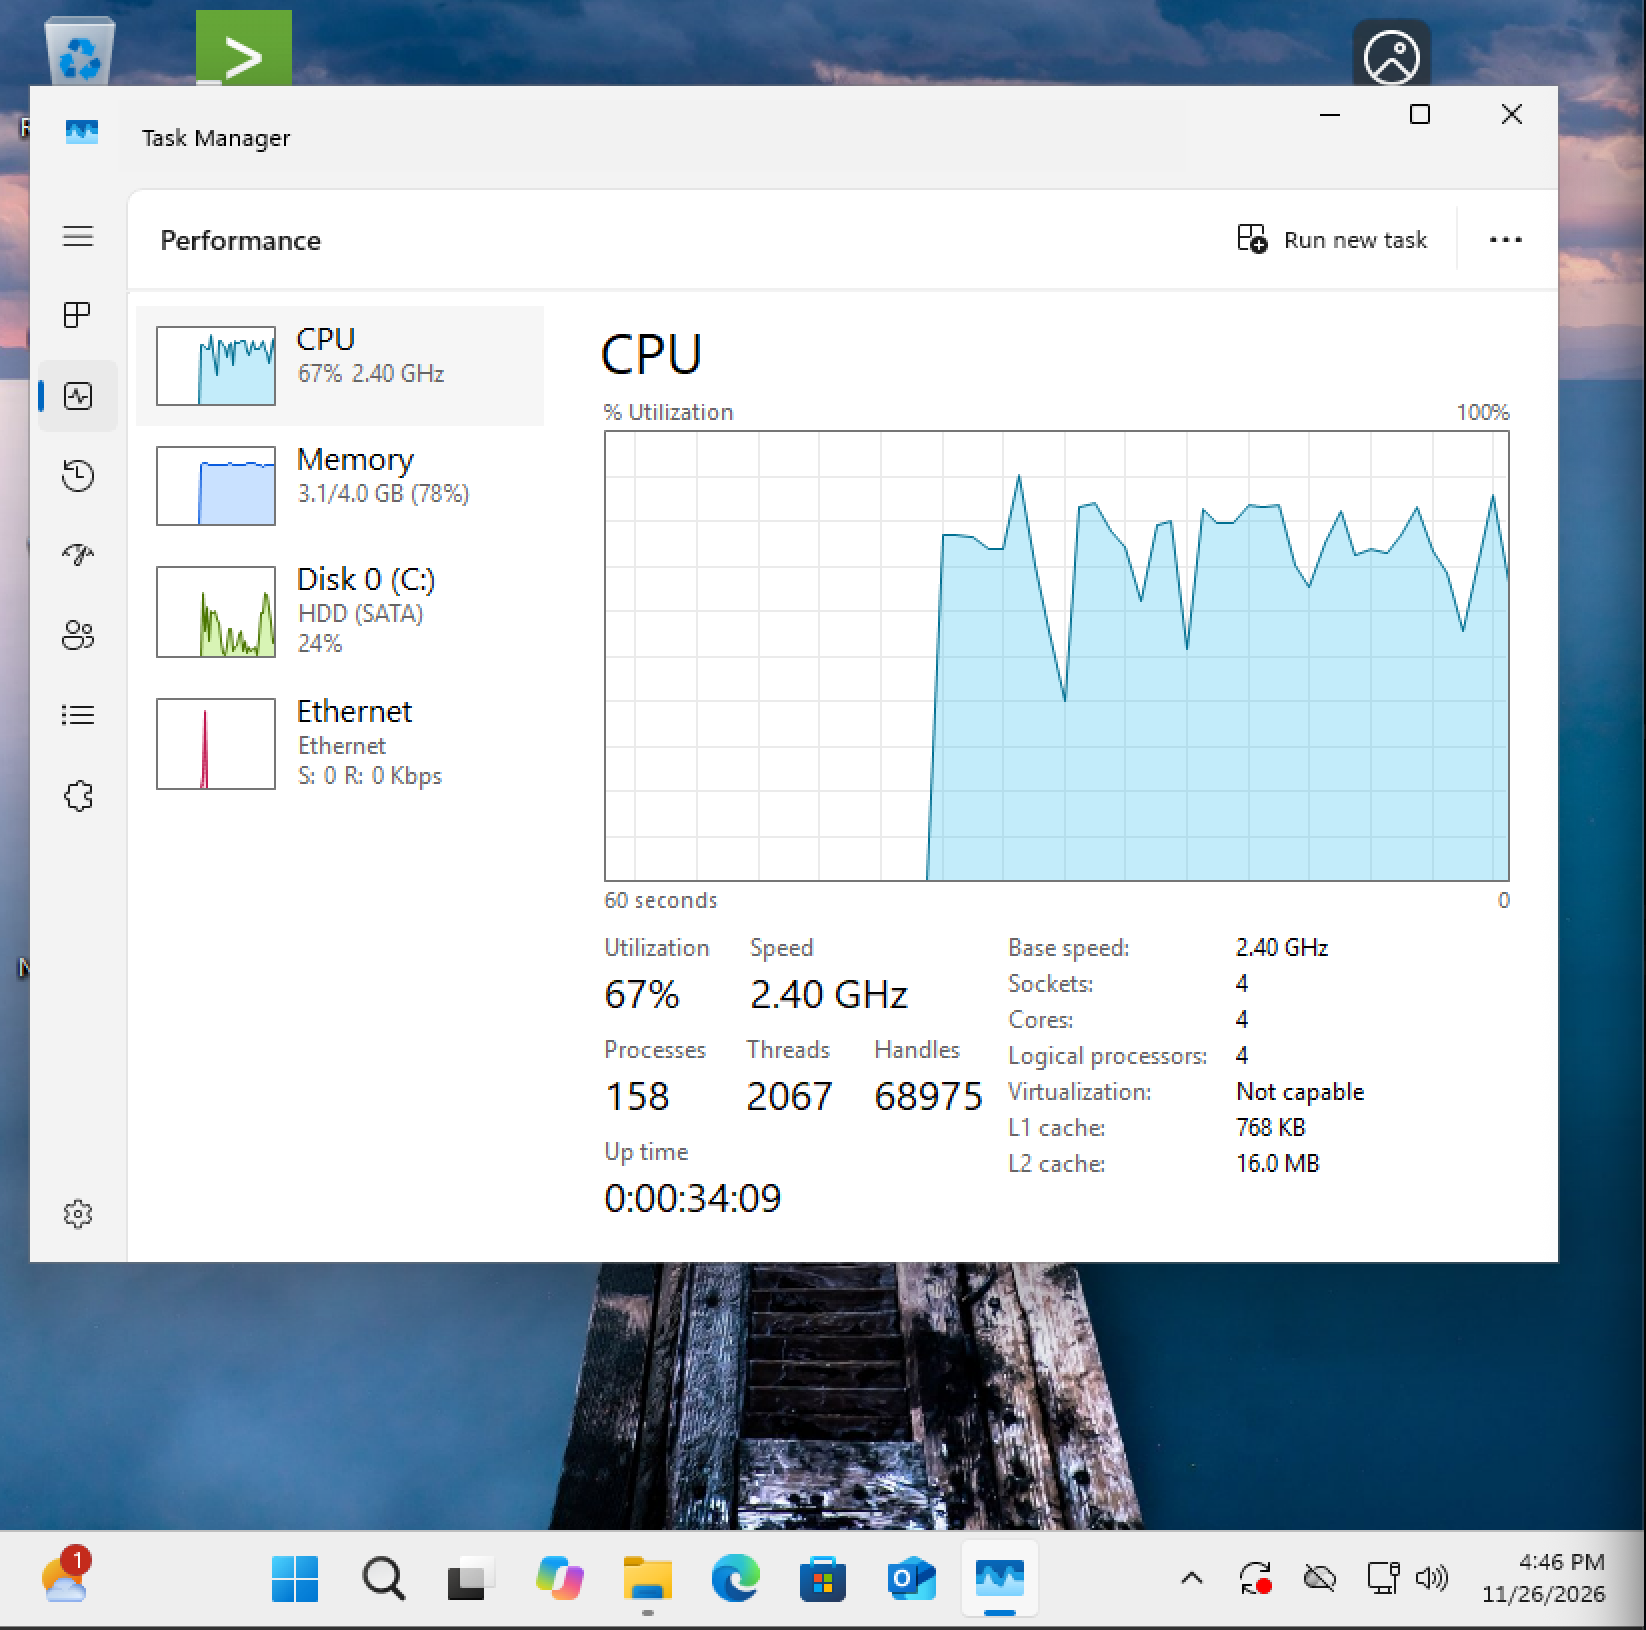 Task Manager
Performance
Run new task
CPU
67% 2.40 GHz
Memory
3.1/4.0 GB (78%)
Disk 0 (C:)
HDD (SATA)
24%
Ethernet
Ethernet
S: 0 R: 0 Kbps
CPU
% Utilization 100%
60 seconds 0
Utilization Speed
67% 2.40 GHz
Processes Threads Handles
158 2067 68975
Up time
0:00:34:09
Base speed: 2.40 GHz
Sockets: 4
Cores: 4
Logical processors: 4
Virtualization: Not capable
L1 cache: 768 KB
L2 cache: 16.0 MB
1
4:46 PM
11/26/2026